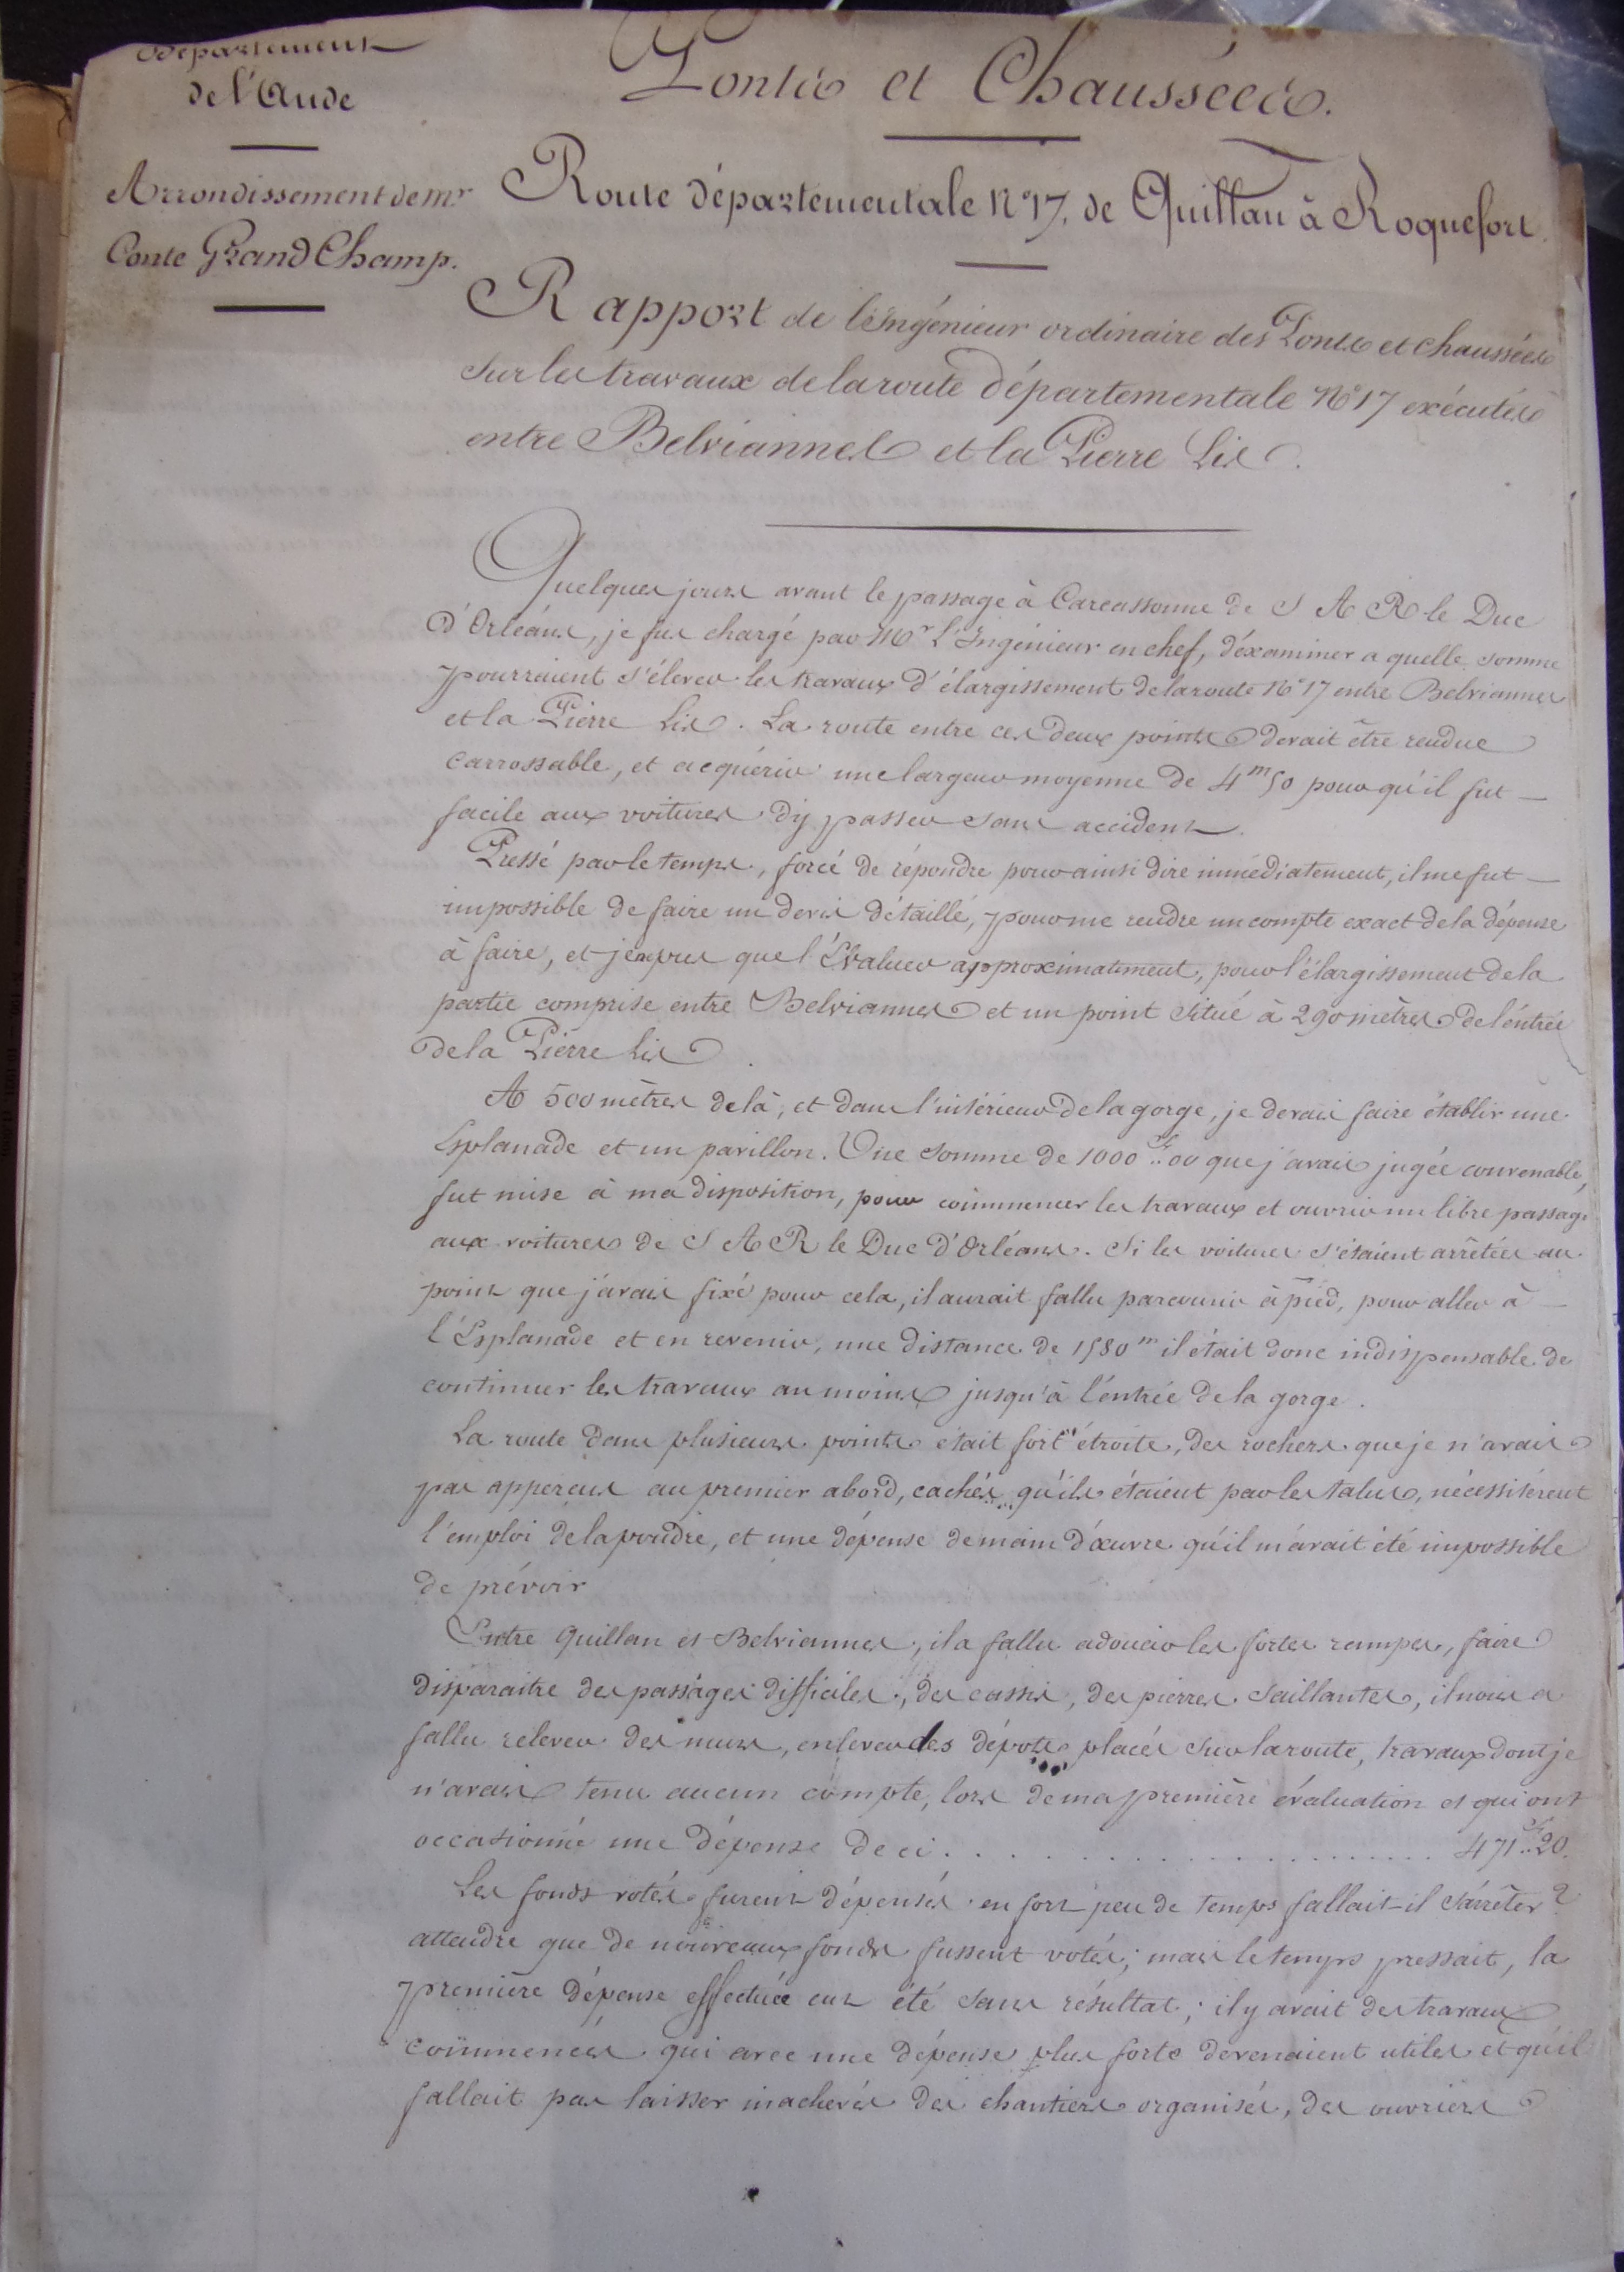 Département
de l'Aude
Arrondissement de Mr
Conte Grand Champ.
Ponts et Chaussées.
Route départementale N° 17, de Quillan à Roquefort.
Rapport de l'Ingénieur ordinaire des Ponts et chaussées
sur les travaux de la route départementale N° 17 exécutés
entre Belviannes et la Pierre Lis.
Quelques jours avant le passage à Carcassonne de S A R le Duc
d'Orléans, je fus chargé par Mr l'Ingénieur en chef, d'éxaminer a quelle somme
pourraient s'élever les travaux d'élargissement de la route N° 17 entre Belviannes
et la Pierre Lis. La route entre ces deux points devait être rendue
carrossable, et acquérir une largeur moyenne de 4m50 pour qu'il fut
facile aux voitures d'y passer sans accident.
Pressé par le temps, forcé de répondre pour ainsi dire immédiatement, il me fut
impossible de faire un devis détaillé, pour me rendre un compte exact de la dépense
à faire, et je ne pus que l'Evaluer approximatiment, pour l'élargissement de la
partie comprise entre Belviannes et un point situé à 290 mètres de l'entrée
de la Pierre Lis.
A 500 mètres de là, et dans l'intérieur de la gorge, je devais faire établir une
Esplanade et un pavillon. Une somme de 1000f..00 que j'avais jugée convenable,
fut mise à ma disposition, pour commencer les travaux et ouvrir un libre passage
aux voitures de S A R le Duc d'Orléans. Si les voitures s'étaient arrêtées au
point que j'avais fixé pour cela, il aurait fallu parcourir à pied, pour aller à
l'Esplanade et en revenir, une distance de 1580m il était donc indispensable de
continuer les travaux au moins jusqu'à l'entrée de la gorge.
La route dans plusieurs points était fort étroite, des rochers que je n'avais
pas apperçus au premier abord, cachés qu'ils étaient par les talus, nécessitèrent
l'emploi de la poudre, et une dépense de main d'œuvre qu'il m'avait été impossible
de prévoir
Entre Quillan et Belviannes, il a fallu adoucir les fortes rampes, faire
disparaitre des passages difficiles, des cassis, des pierres saillantes, il nous a
fallu relever des murs, enlever des dépots placés sur la route, travaux dont je
n'avais tenu aucun compte, lors de ma première évaluation et qui ont
occasionné une dépense de ci . . . . . . . . . . . . . . . . . . . . 471f..20.
Les fonds votés furent dépensés en fort peu de temps fallait-il s'arrêter?
attendre que de nouveaux fonds fussent votés; mais le temps pressait, la
première dépense effectuée eut été sans résultat; il y avait des travaux
commencés qui avec une dépense plus forte devenaient utiles et qu'il
fallait pas laisser inachevés des chantiers organisés, des ouvriers